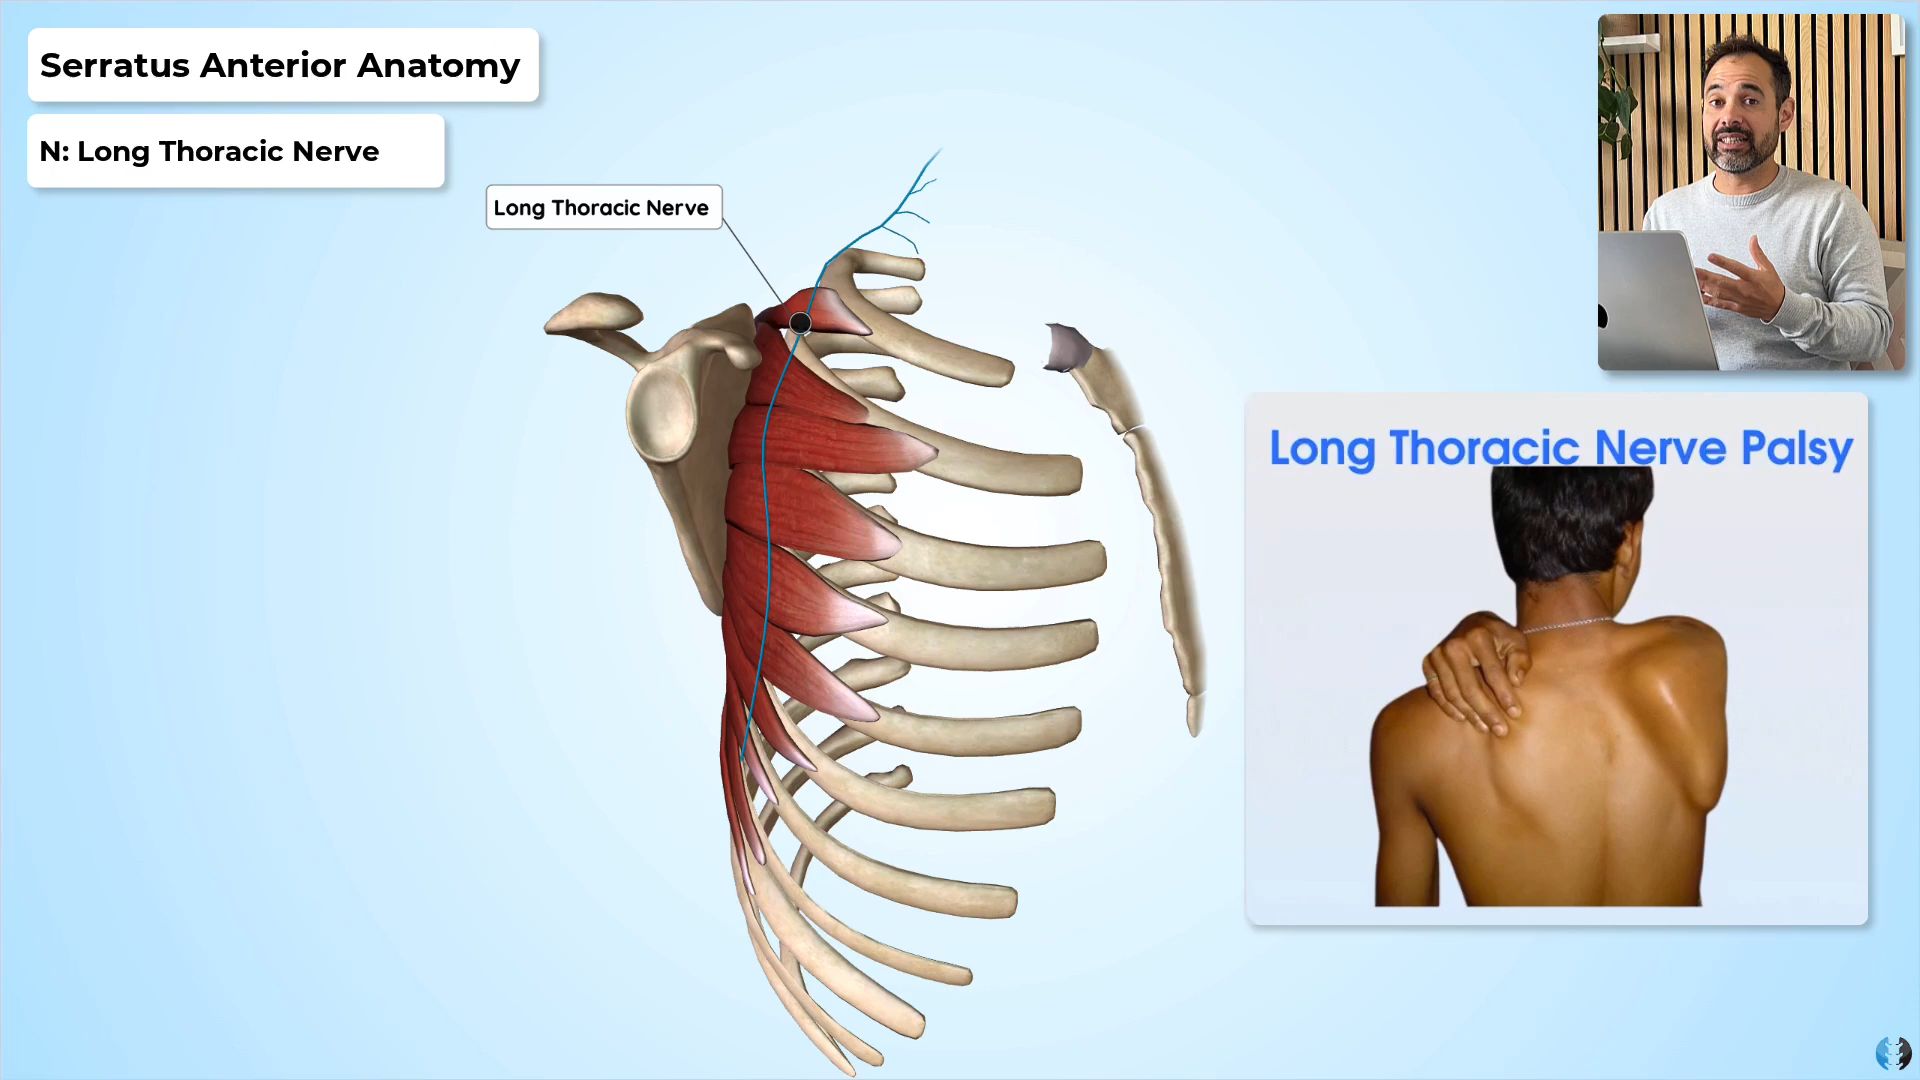 Serratus Anterior Anatomy
N: Long Thoracic Nerve
Long Thoracic Nerve
Long Thoracic Nerve Palsy